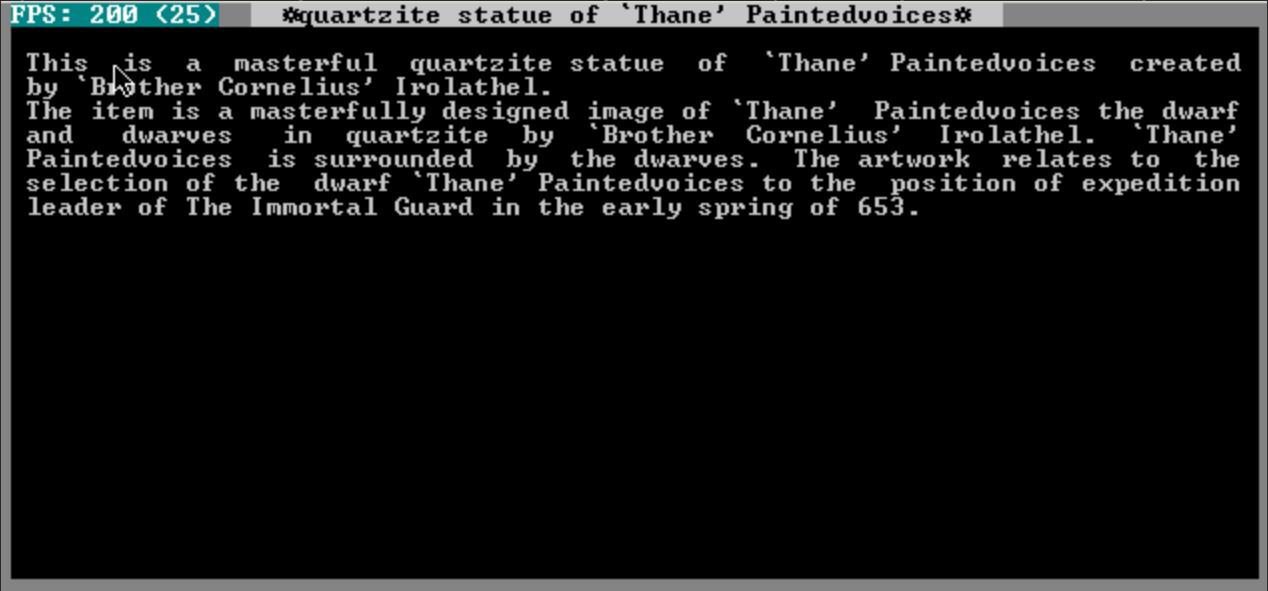 FPS: 200 (25) ☼quartzite statue of `Thane' Paintedvoices☼
This is a masterful quartzite statue of `Thane' Paintedvoices created
by `Brother Cornelius' Irolathel.
The item is a masterfully designed image of `Thane' Paintedvoices the dwarf
and dwarves in quartzite by `Brother Cornelius' Irolathel. `Thane'
Paintedvoices is surrounded by the dwarves. The artwork relates to the
selection of the dwarf `Thane' Paintedvoices to the position of expedition
leader of The Immortal Guard in the early spring of 653.